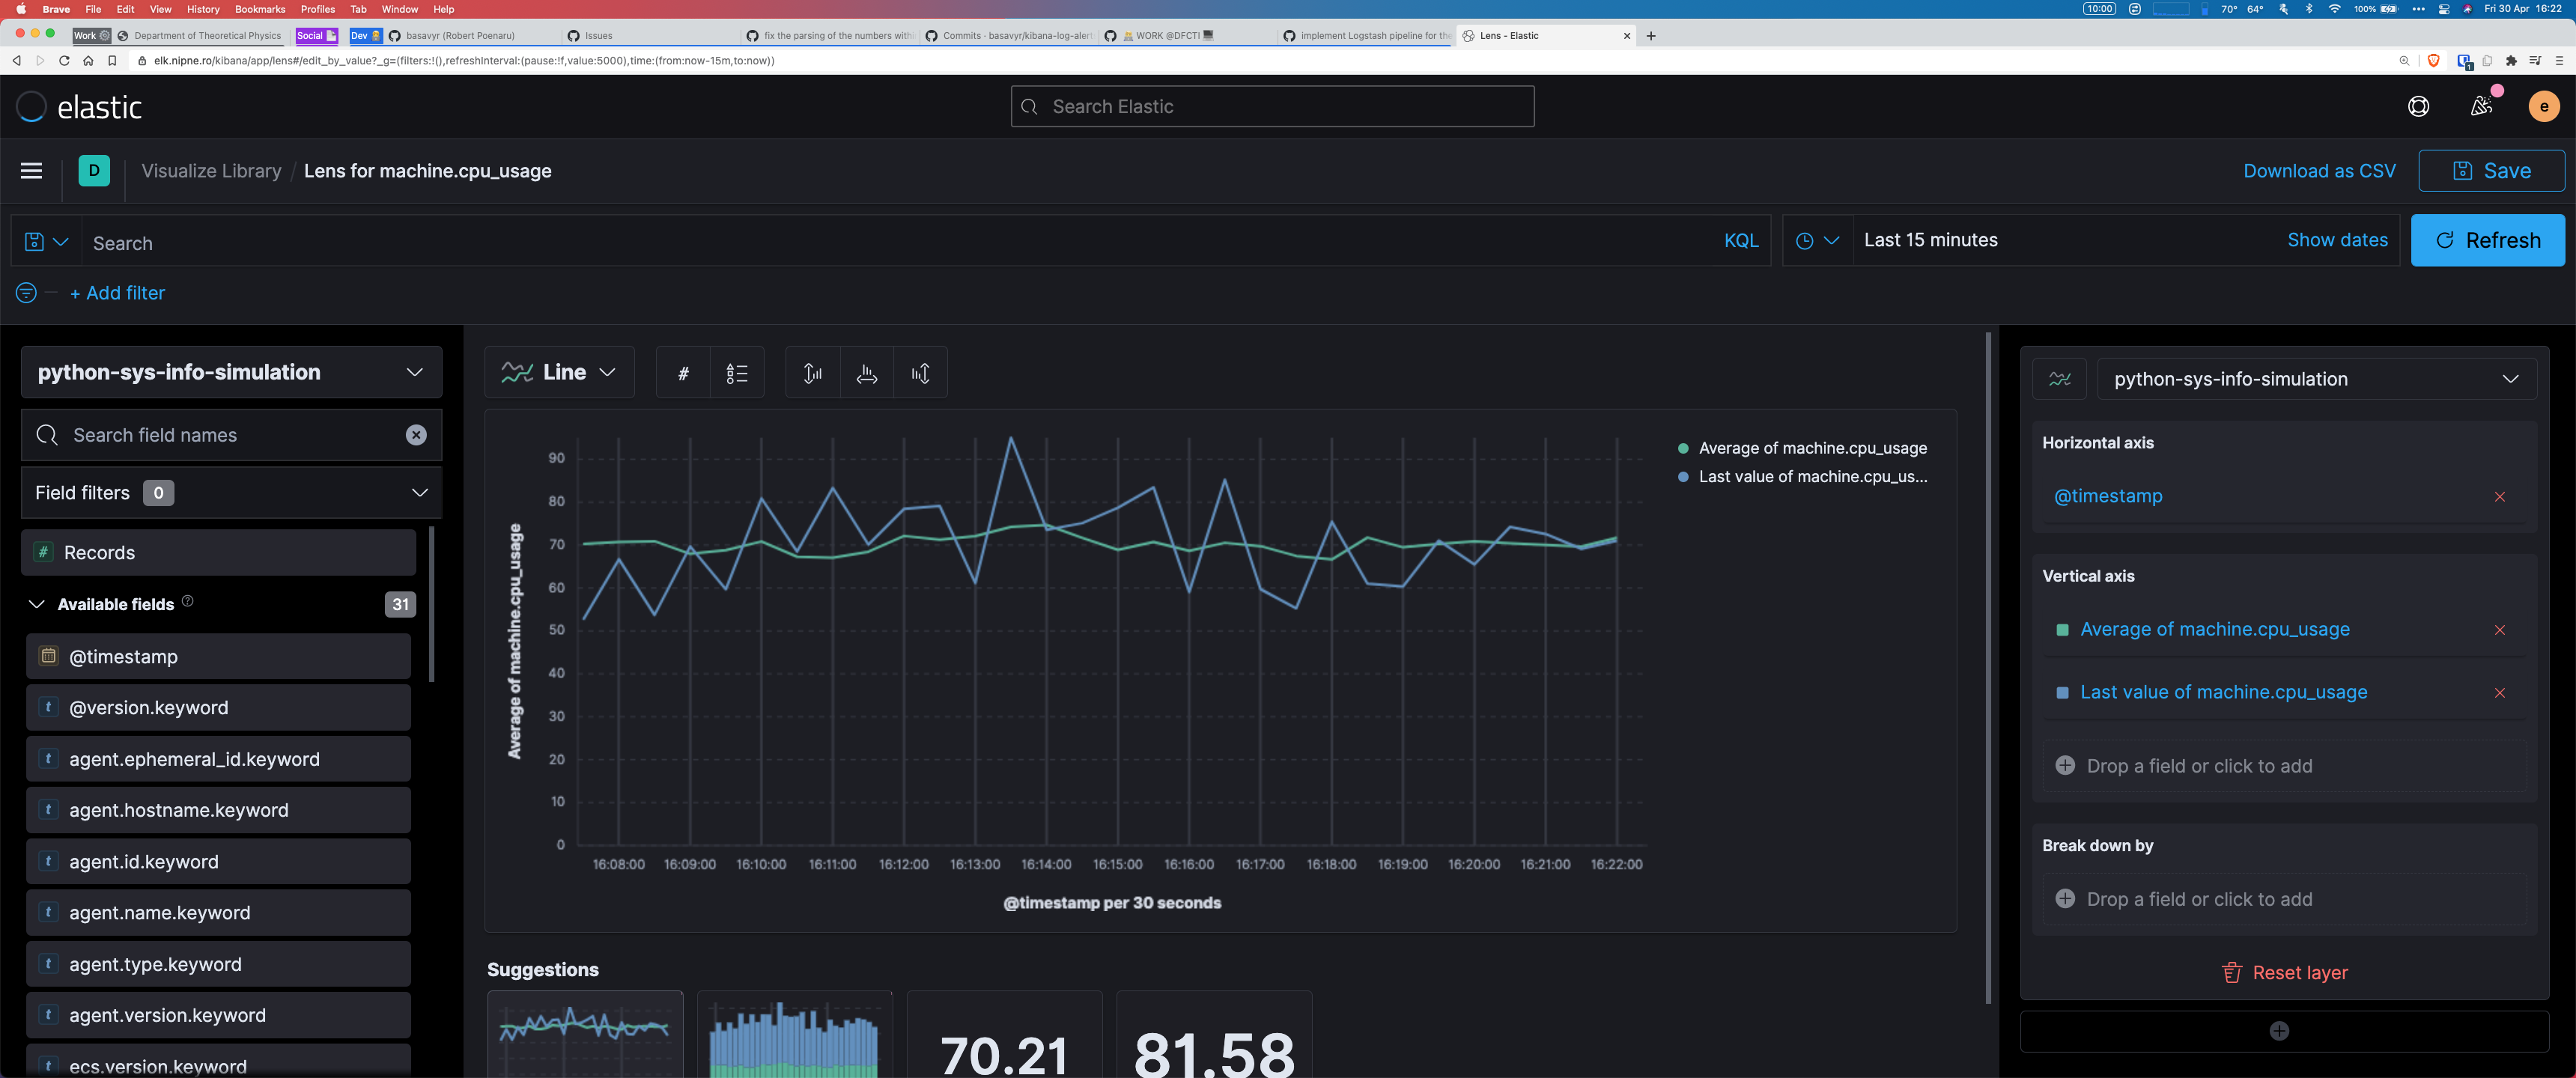 Brave File Edit View History Bookmarks Profiles Tab Window Help
10:00 70° 64° 100% Fri 30 Apr 16:22
Work Department of Theoretical Physics Social Dev basavyr (Robert Poenaru) Issues fix the parsing of the numbers with Commits · basavyr/kibana-log-alert WORK @DFCTI implement Logstash pipeline for the Lens - Elastic
elk.nipne.ro/kibana/app/lens#/edit_by_value?_g=(filters:!(),refreshInterval:(pause:!f,value:5000),time:(from:now-15m,to:now))
elastic
Search Elastic
e
D
Visualize Library / Lens for machine.cpu_usage
Download as CSV
Save
Search
KQL
Last 15 minutes
Show dates
Refresh
+ Add filter
python-sys-info-simulation
Search field names
Field filters 0
# Records
Available fields 31
@timestamp
t @version.keyword
t agent.ephemeral_id.keyword
t agent.hostname.keyword
t agent.id.keyword
t agent.name.keyword
t agent.type.keyword
t agent.version.keyword
t ecs.version.keyword
Line
#
Average of machine.cpu_usage
90
80
70
60
50
40
30
20
10
0
16:08:00 16:09:00 16:10:00 16:11:00 16:12:00 16:13:00 16:14:00 16:15:00 16:16:00 16:17:00 16:18:00 16:19:00 16:20:00 16:21:00 16:22:00
@timestamp per 30 seconds
Average of machine.cpu_usage
Last value of machine.cpu_us...
Suggestions
70.21
81.58
python-sys-info-simulation
Horizontal axis
@timestamp
Vertical axis
Average of machine.cpu_usage
Last value of machine.cpu_usage
Drop a field or click to add
Break down by
Drop a field or click to add
Reset layer